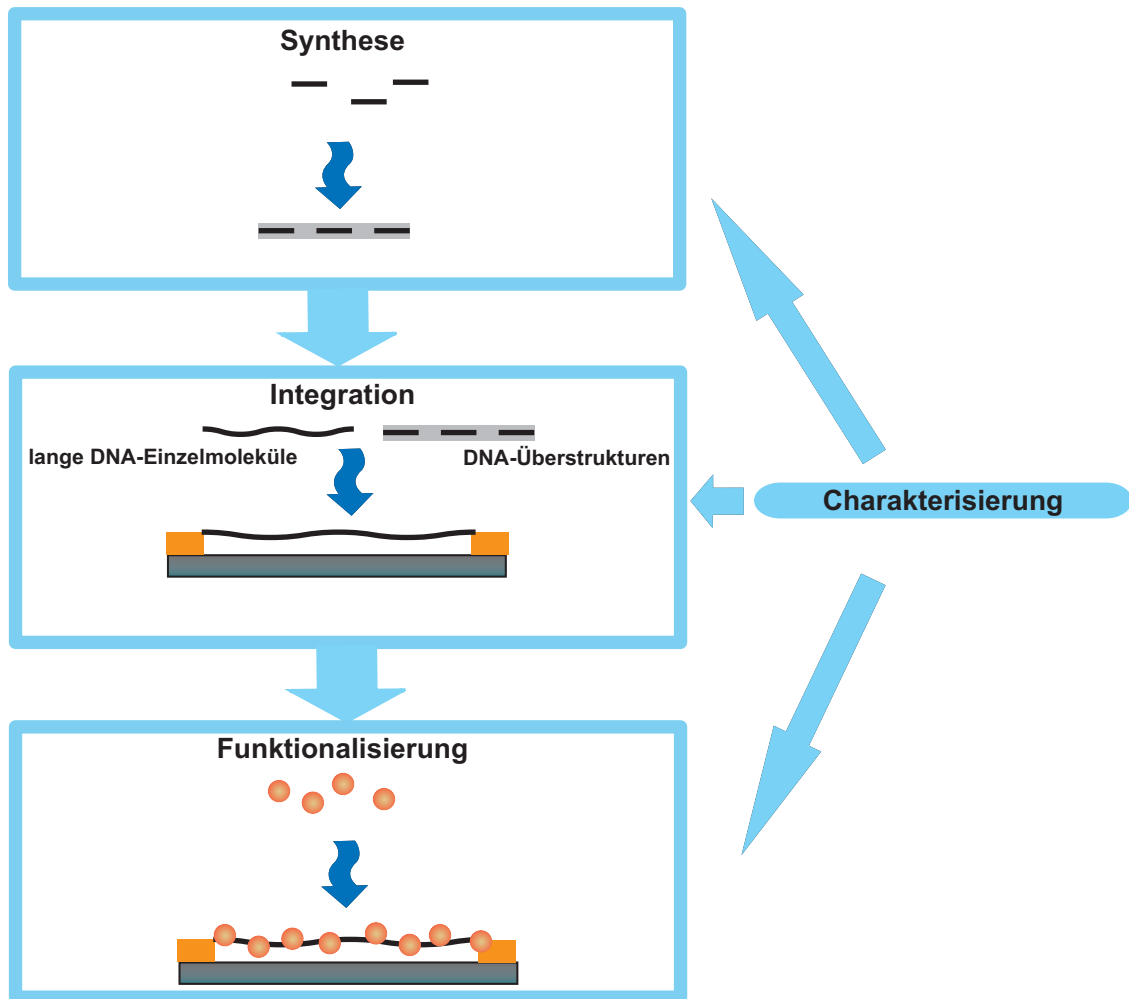 Synthese
Integration
lange DNA-Einzelmoleküle
DNA-Überstrukturen
Charakterisierung
Funktionalisierung